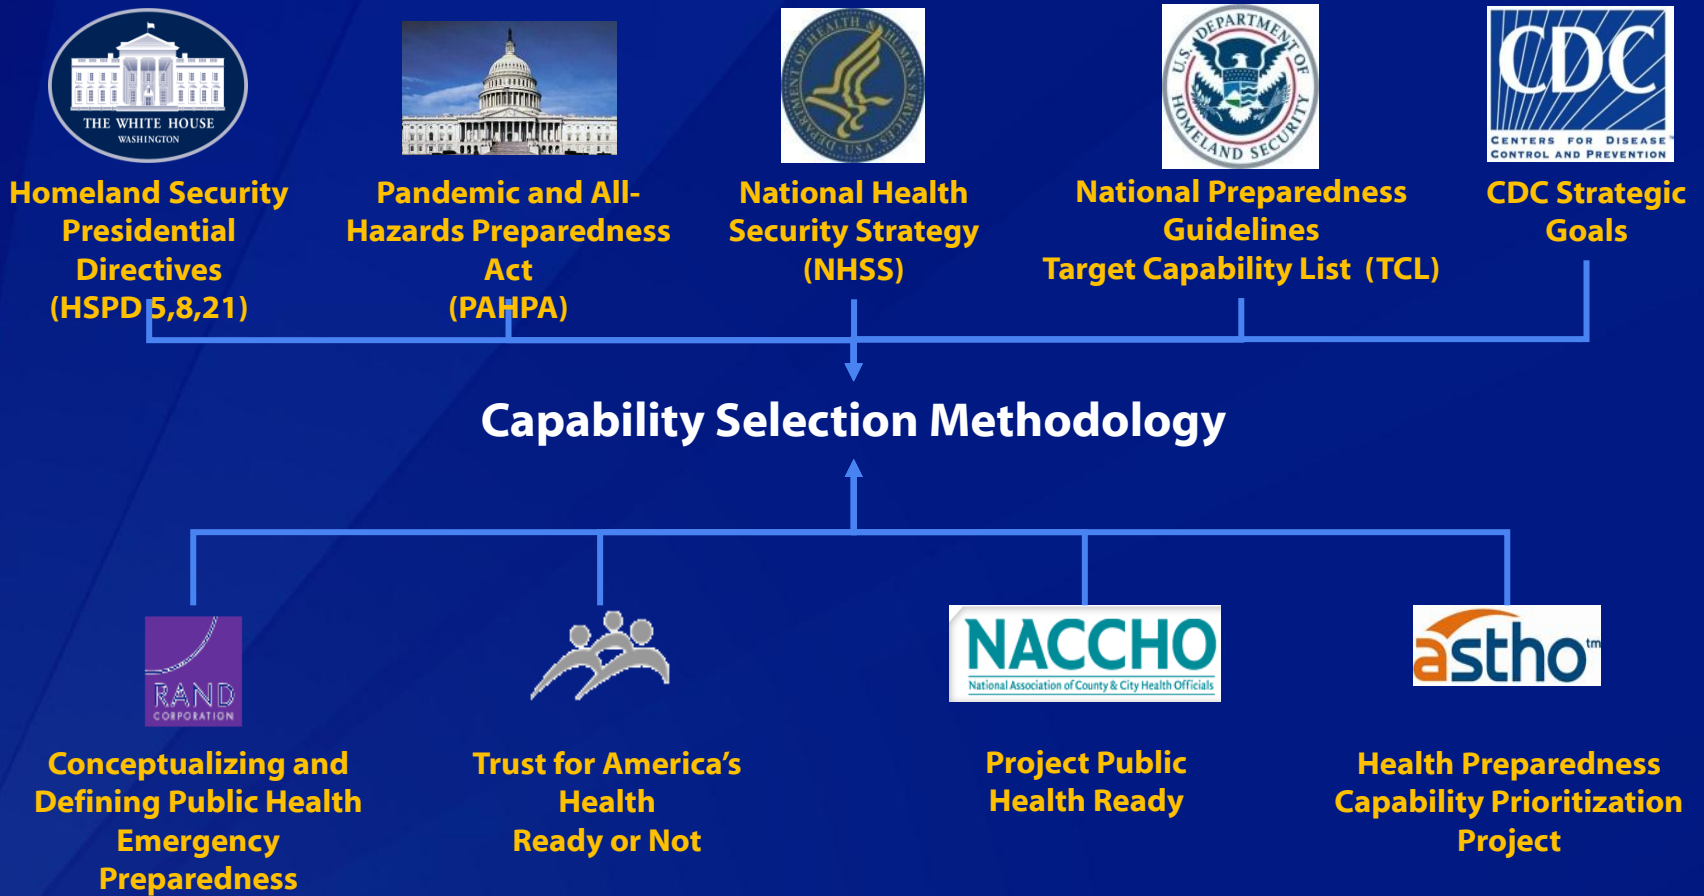 THE WHITE HOUSE
WASHINGTON
DEPARTMENT OF HEALTH & HUMAN SERVICES · USA
U.S. DEPARTMENT OF
HOMELAND SECURITY
CDC
CENTERS FOR DISEASE
CONTROL AND PREVENTION
Homeland Security
Presidential
Directives
(HSPD 5,8,21)
Pandemic and All-
Hazards Preparedness
Act
(PAHPA)
National Health
Security Strategy
(NHSS)
National Preparedness
Guidelines
Target Capability List (TCL)
CDC Strategic
Goals
Capability Selection Methodology
RAND
CORPORATION
NACCHO
National Association of County & City Health Officials
astho tm
Conceptualizing and
Defining Public Health
Emergency
Preparedness
Trust for America’s
Health
Ready or Not
Project Public
Health Ready
Health Preparedness
Capability Prioritization
Project